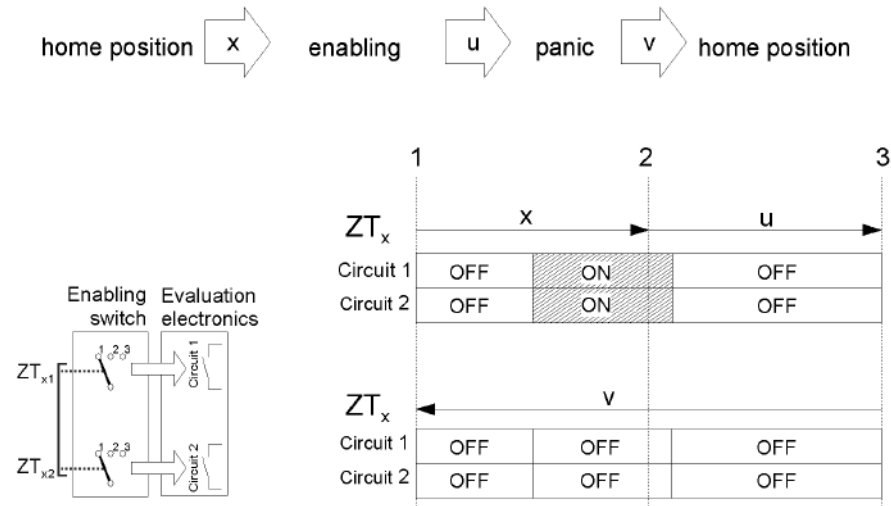 home position x enabling u panic v home position
1 2 3
ZTx x u
Circuit 1 OFF ON OFF
Circuit 2 OFF ON OFF
Enabling switch
Evaluation electronics
1 2 3
ZTx1
Circuit 1
1 2 3
ZTx2
Circuit 2
ZTx v
Circuit 1 OFF OFF OFF
Circuit 2 OFF OFF OFF